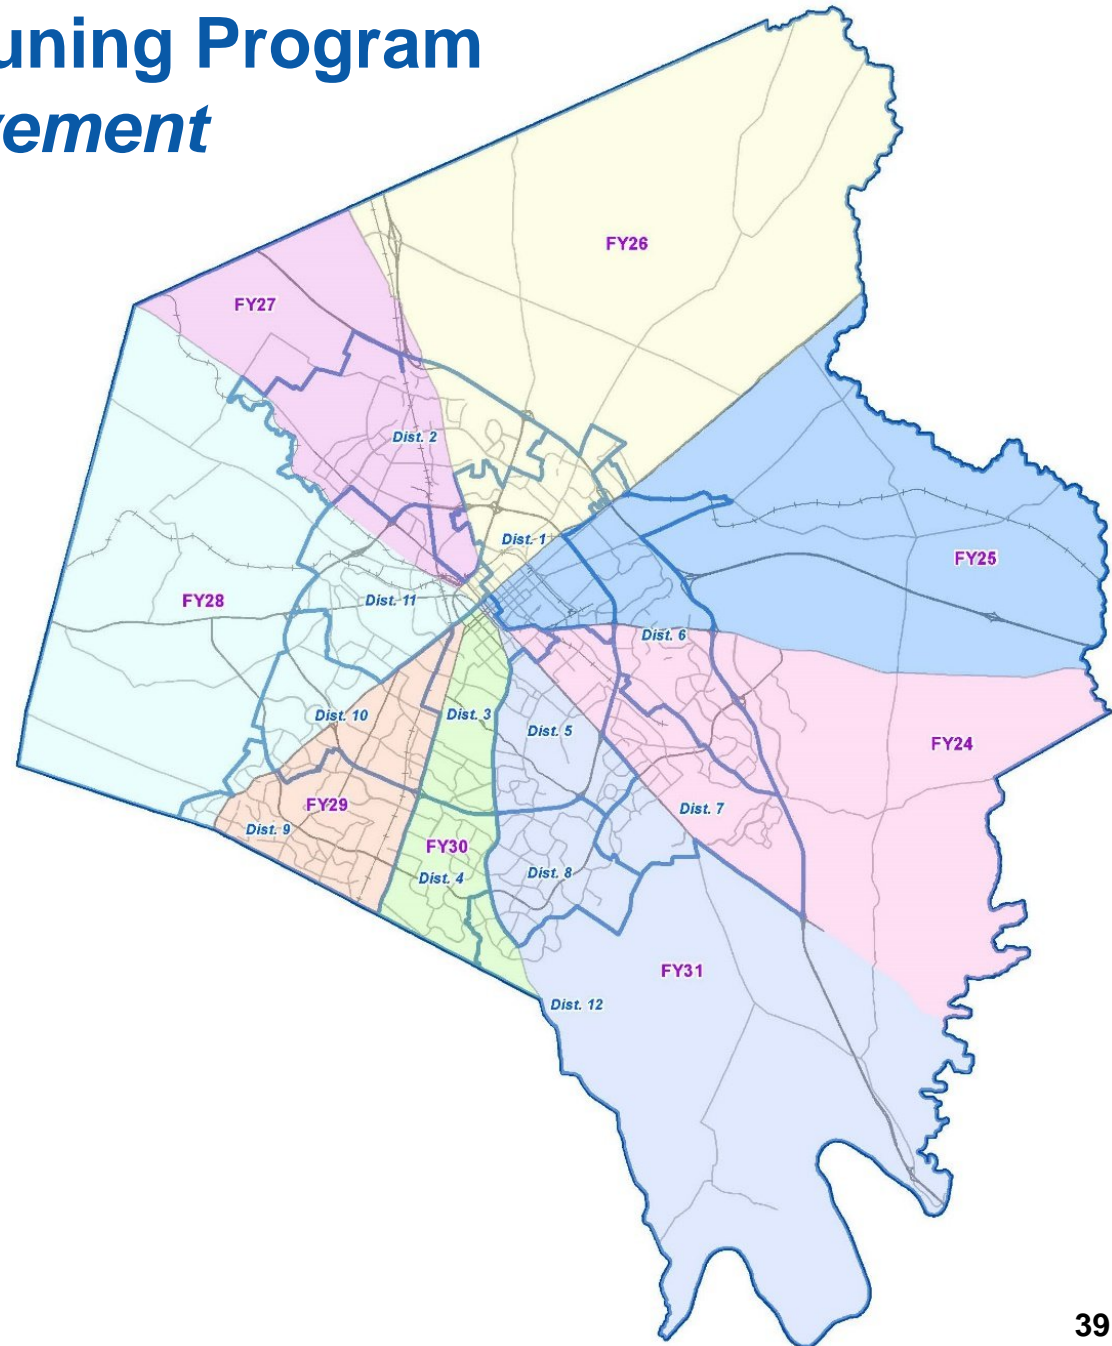 uning Program
ement
FY26
FY27
Dist. 2
Dist. 1
FY25
FY28
Dist. 11
Dist. 6
Dist. 10
Dist. 3
Dist. 5
FY24
FY29
Dist. 7
Dist. 9
FY30
Dist. 4
Dist. 8
FY31
Dist. 12
39